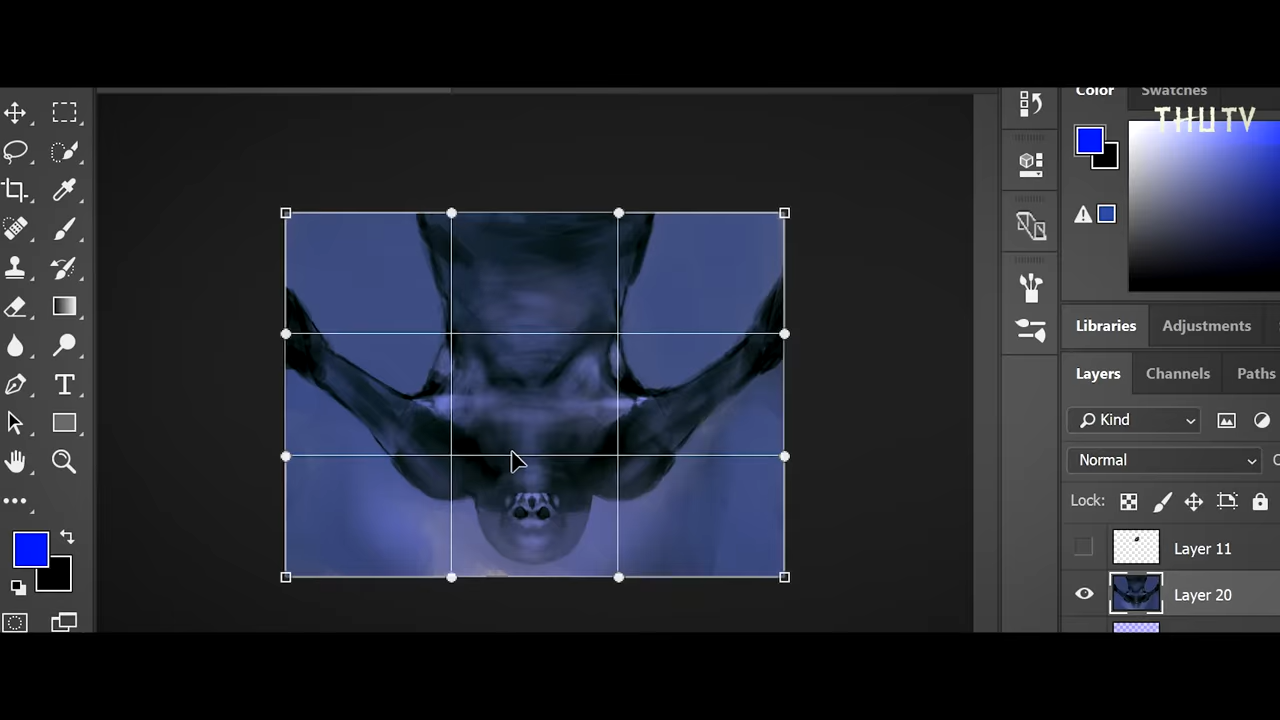 Color Swatches
THUTV
Libraries Adjustments
Layers Channels Paths
Kind
Normal
Lock:
Layer 11
Layer 20